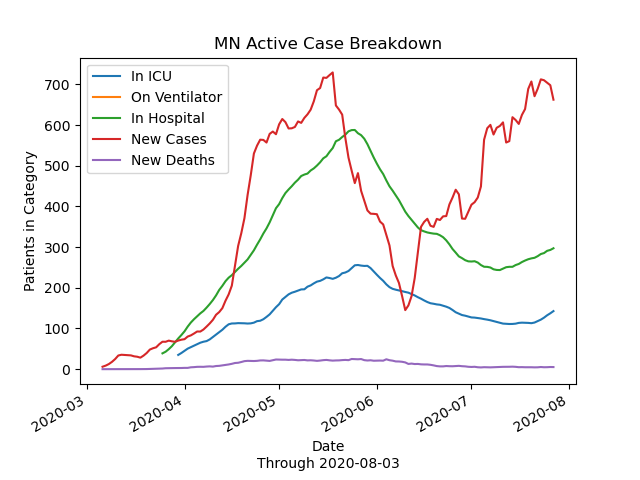 MN Active Case Breakdown
In ICU
On Ventilator
In Hospital
New Cases
New Deaths
Patients in Category
700
600
500
400
300
200
100
0
2020-03
2020-04
2020-05
2020-06
2020-07
2020-08
Date
Through 2020-08-03